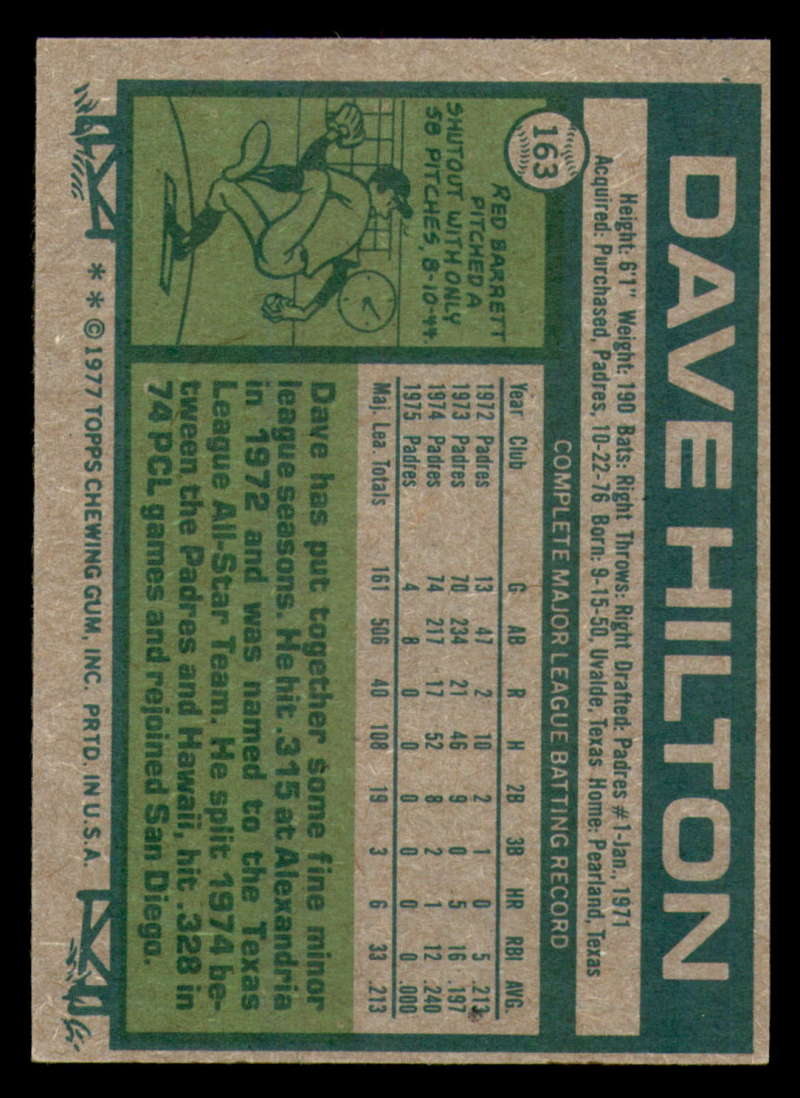 163
DAVE HILTON
Height: 6'1" Weight: 190 Bats: Right Throws: Right Drafted: Padres #1-Jan., 1971
Acquired: Purchased, Padres, 10-22-76 Born: 9-15-50, Uvalde, Texas Home: Pearland, Texas
COMPLETE MAJOR LEAGUE BATTING RECORD
Year Club G AB R H 2B 3B HR RBI AVG.
1972 Padres 13 47 2 10 2 1 0 5 .213
1973 Padres 70 234 21 46 9 0 5 16 .197
1974 Padres 74 217 17 52 8 2 1 12 .240
1975 Padres 4 8 0 0 0 0 0 0 .000
Maj. Lea. Totals 161 506 40 108 19 3 6 33 .213
RED BARRETT
PITCHED A
SHUTOUT WITH ONLY
58 PITCHES, 8-10-44.
Dave has put together some fine minor
league seasons. He hit .315 at Alexandria
in 1972 and was named to the Texas
League All-Star Team. He split 1974 be-
tween the Padres and Hawaii, hit .328 in
74 PCL games and rejoined San Diego.
* * © 1977 TOPPS CHEWING GUM, INC. PRTD. IN U.S.A.